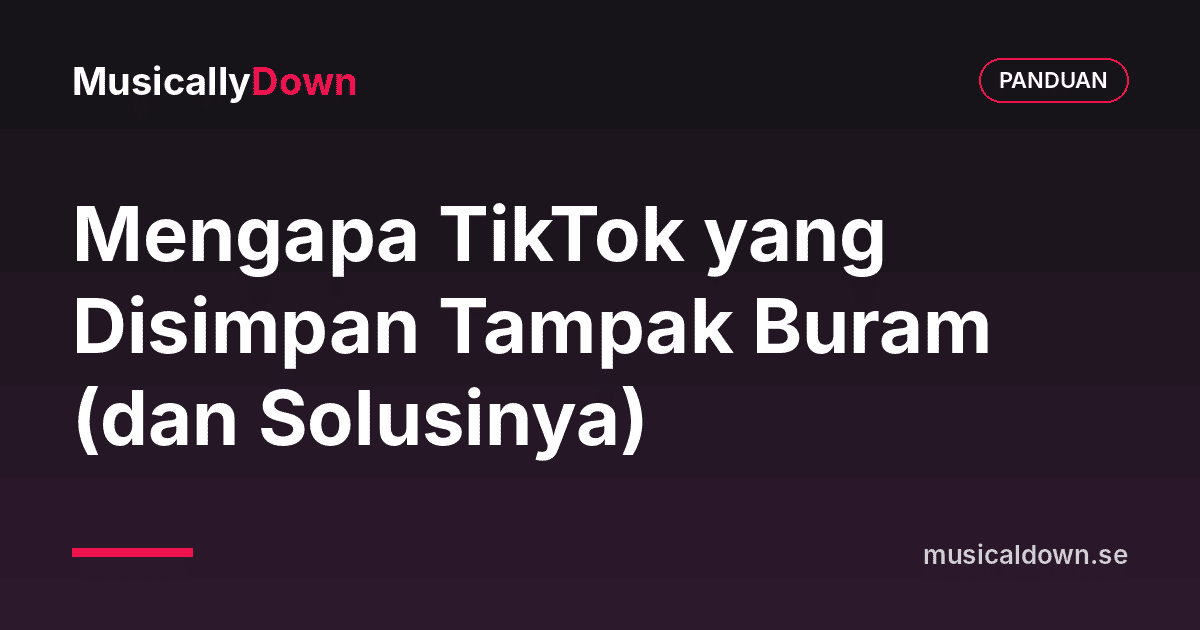 MusicallyDown
PANDUAN
Mengapa TikTok yang
Disimpan Tampak Buram
(dan Solusinya)
musicaldown.se